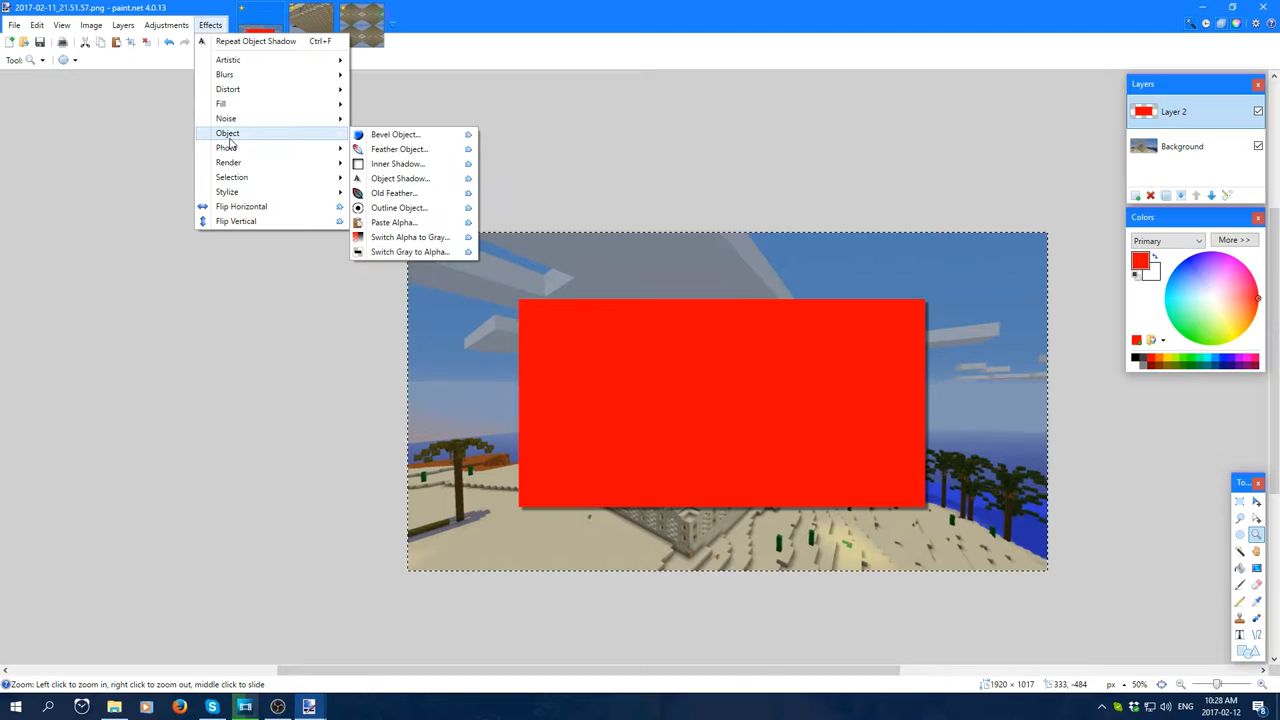 2017-02-11_21.51.57.png - paint.net 4.0.13
File Edit View Image Layers Adjustments Effects
Repeat Object Shadow Ctrl+F
Tool:
Artistic
Blurs
Distort
Fill
Noise
Object
Photo
Render
Selection
Stylize
Flip Horizontal
Flip Vertical
Bevel Object...
Feather Object...
Inner Shadow...
Object Shadow...
Old Feather...
Outline Object...
Paste Alpha...
Switch Alpha to Gray...
Switch Gray to Alpha...
Layers
Layer 2
Background
Colors
Primary More >>
To...
Zoom: Left click to zoom in, right click to zoom out, middle click to slide
1920 × 1017 333, -484 px 50%
ENG 10:28 AM
2017-02-12
8